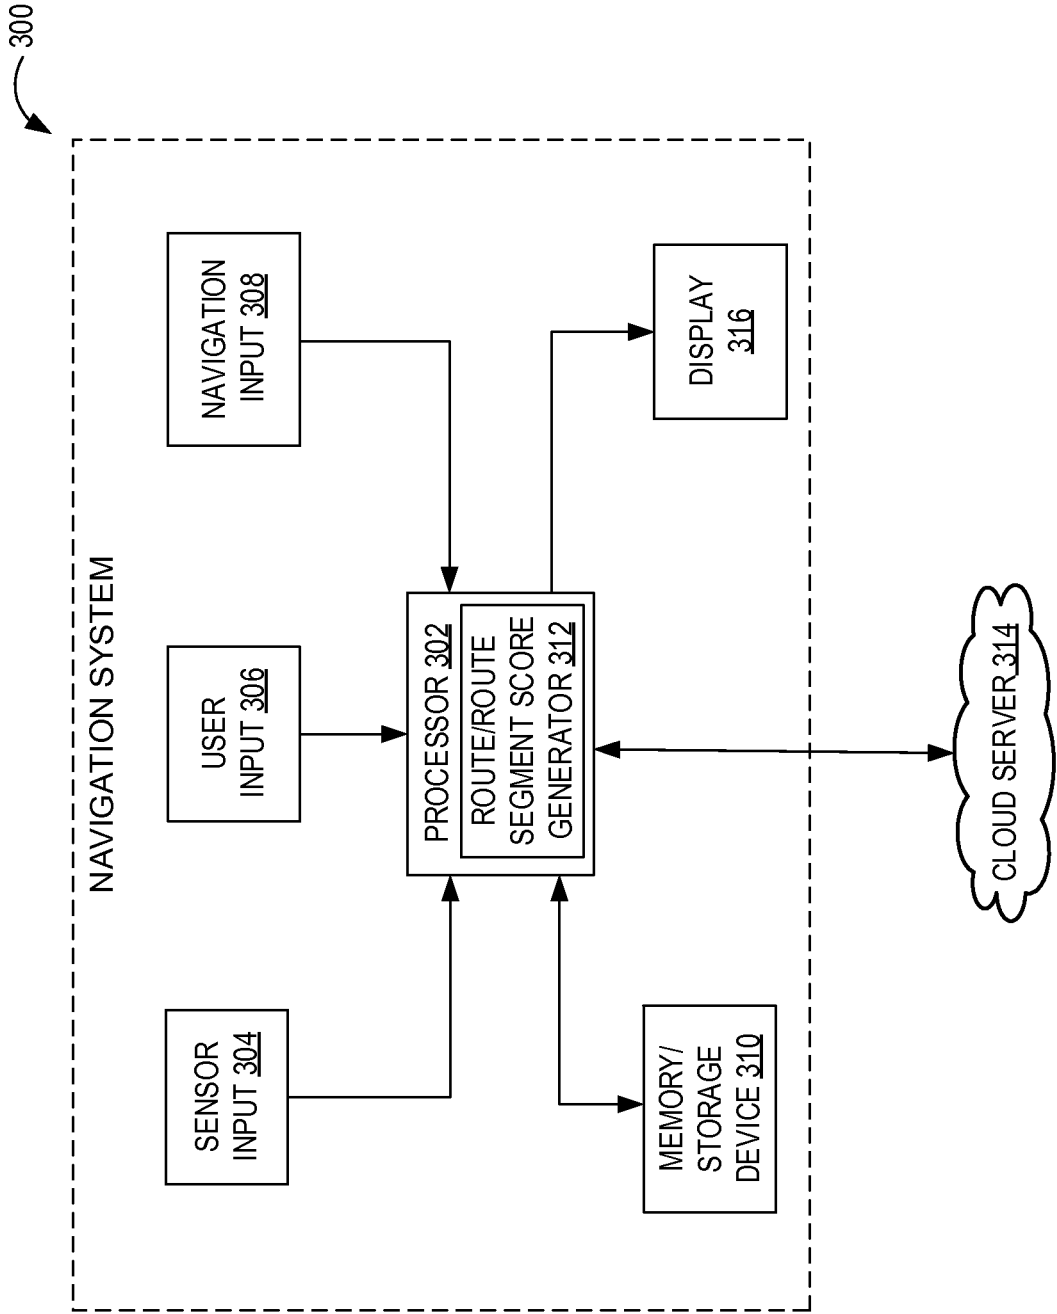 300
NAVIGATION SYSTEM
SENSOR
INPUT 304
USER
INPUT 306
NAVIGATION
INPUT 308
PROCESSOR 302
ROUTE/ROUTE
SEGMENT SCORE
GENERATOR 312
MEMORY/
STORAGE
DEVICE 310
DISPLAY
316
CLOUD SERVER 314